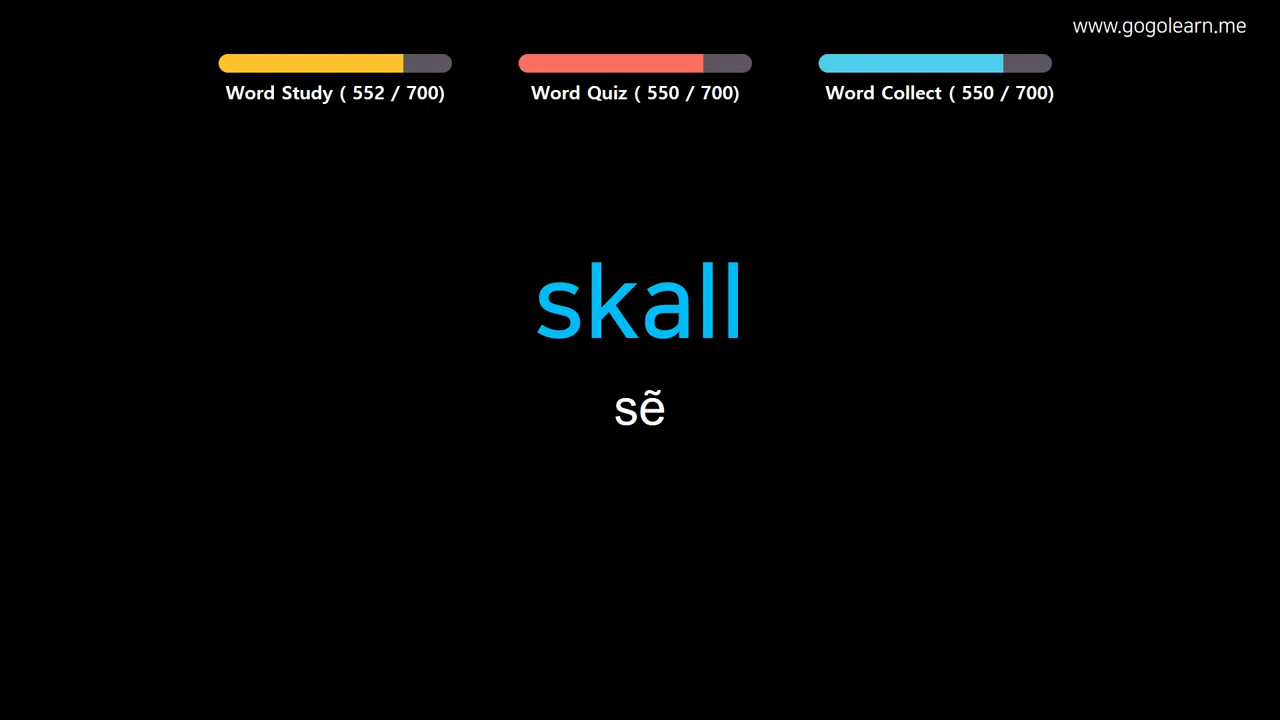 www.gogolearn.me
Word Study ( 552 / 700)
Word Quiz ( 550 / 700)
Word Collect ( 550 / 700)
skall
sẽ